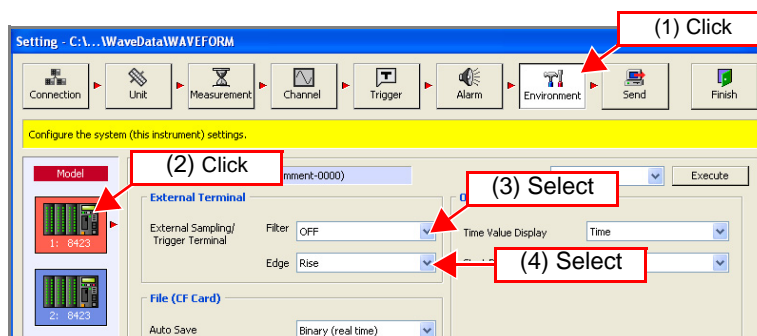 (1) Click
Setting - C:\...\WaveData\WAVEFORM
Connection Unit Measurement Channel Trigger Alarm Environment Send Finish
Configure the system (this instrument) settings.
Model
(2) Click
mment-0000)
(3) Select
Execute
External Terminal
External Sampling/
Trigger Terminal
Filter OFF
Time Value Display Time
1: 8423
Edge Rise
(4) Select
File (CF Card)
2: 8423
Auto Save Binary (real time)